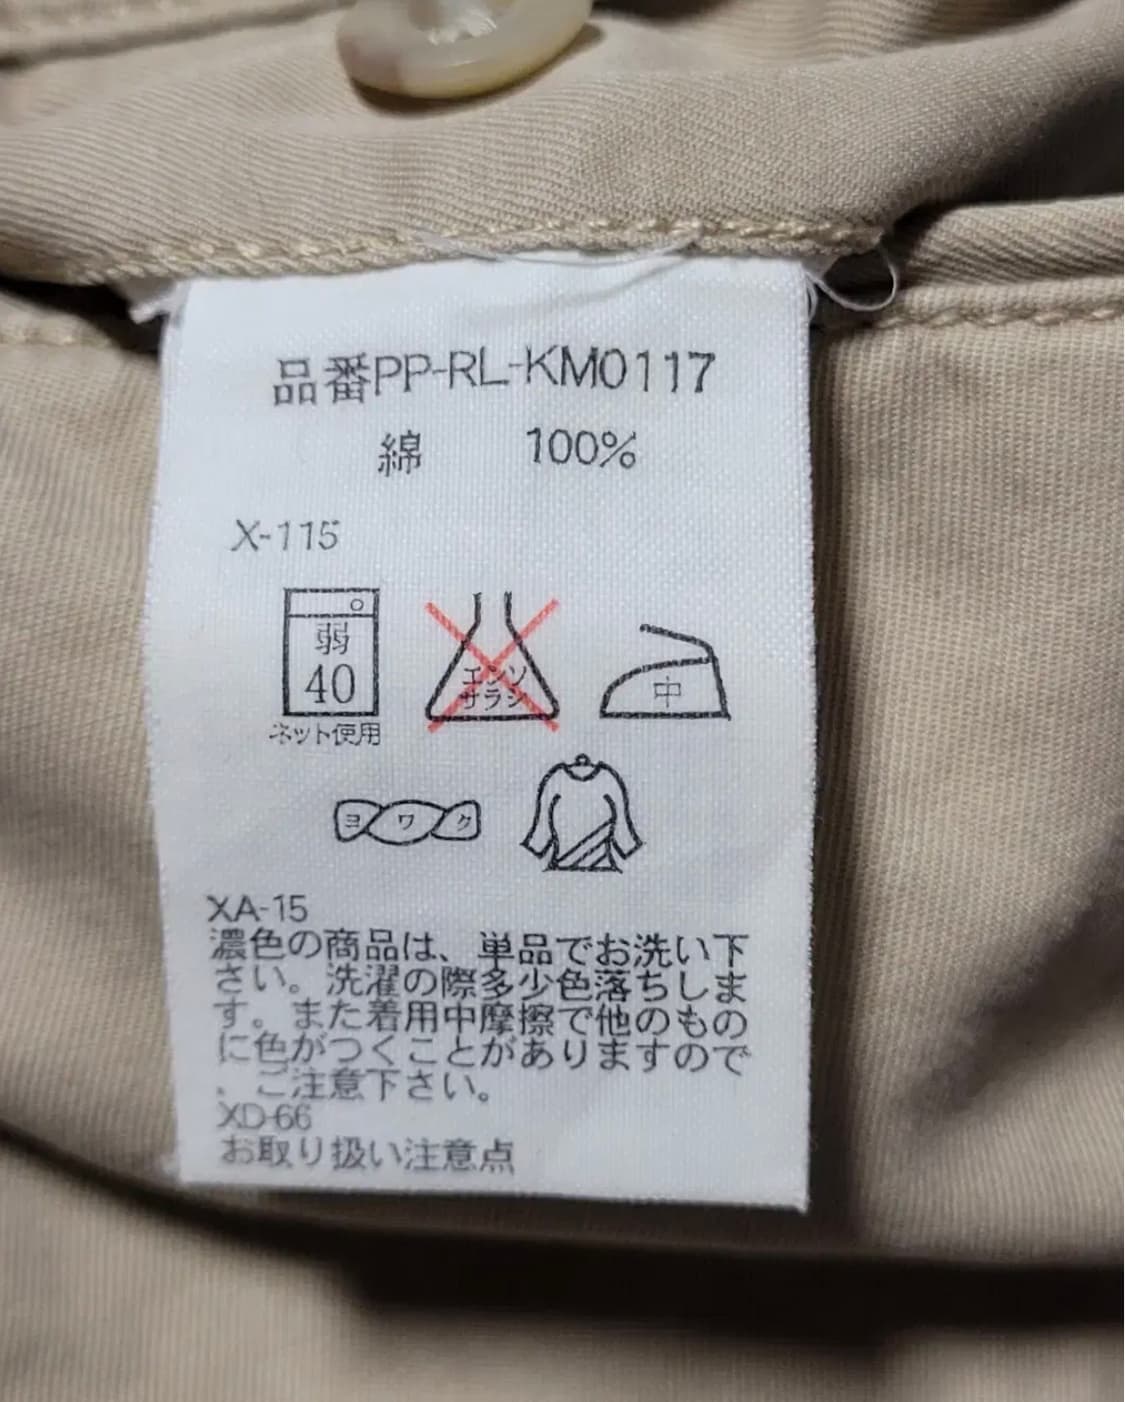 品番PP-RL-KM0117
綿 100%
X-115
弱
40
ネット使用
エンソ
サラシ
中
ヨワク
XA-15
濃色の商品は、単品でお洗い下
さい。洗濯の際多少色落ちしま
す。また着用中摩擦で他のもの
に色がつくことがありますので
、ご注意下さい。
XD-66
お取り扱い注意点